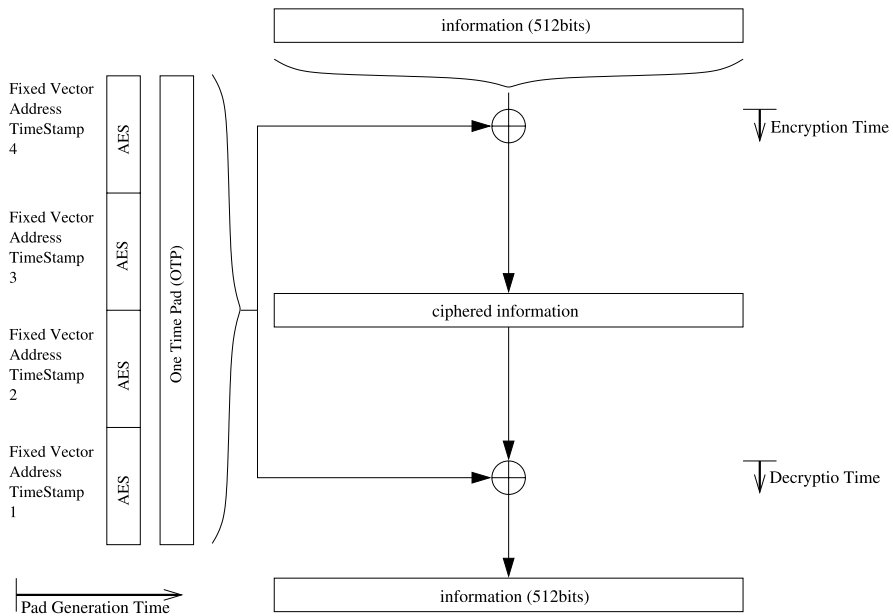 information (512bits)
Fixed Vector
Address
TimeStamp
4
AES
Encryption Time
Fixed Vector
Address
TimeStamp
3
AES
One Time Pad (OTP)
ciphered information
Fixed Vector
Address
TimeStamp
2
AES
Fixed Vector
Address
TimeStamp
1
AES
Decryptio Time
Pad Generation Time
information (512bits)